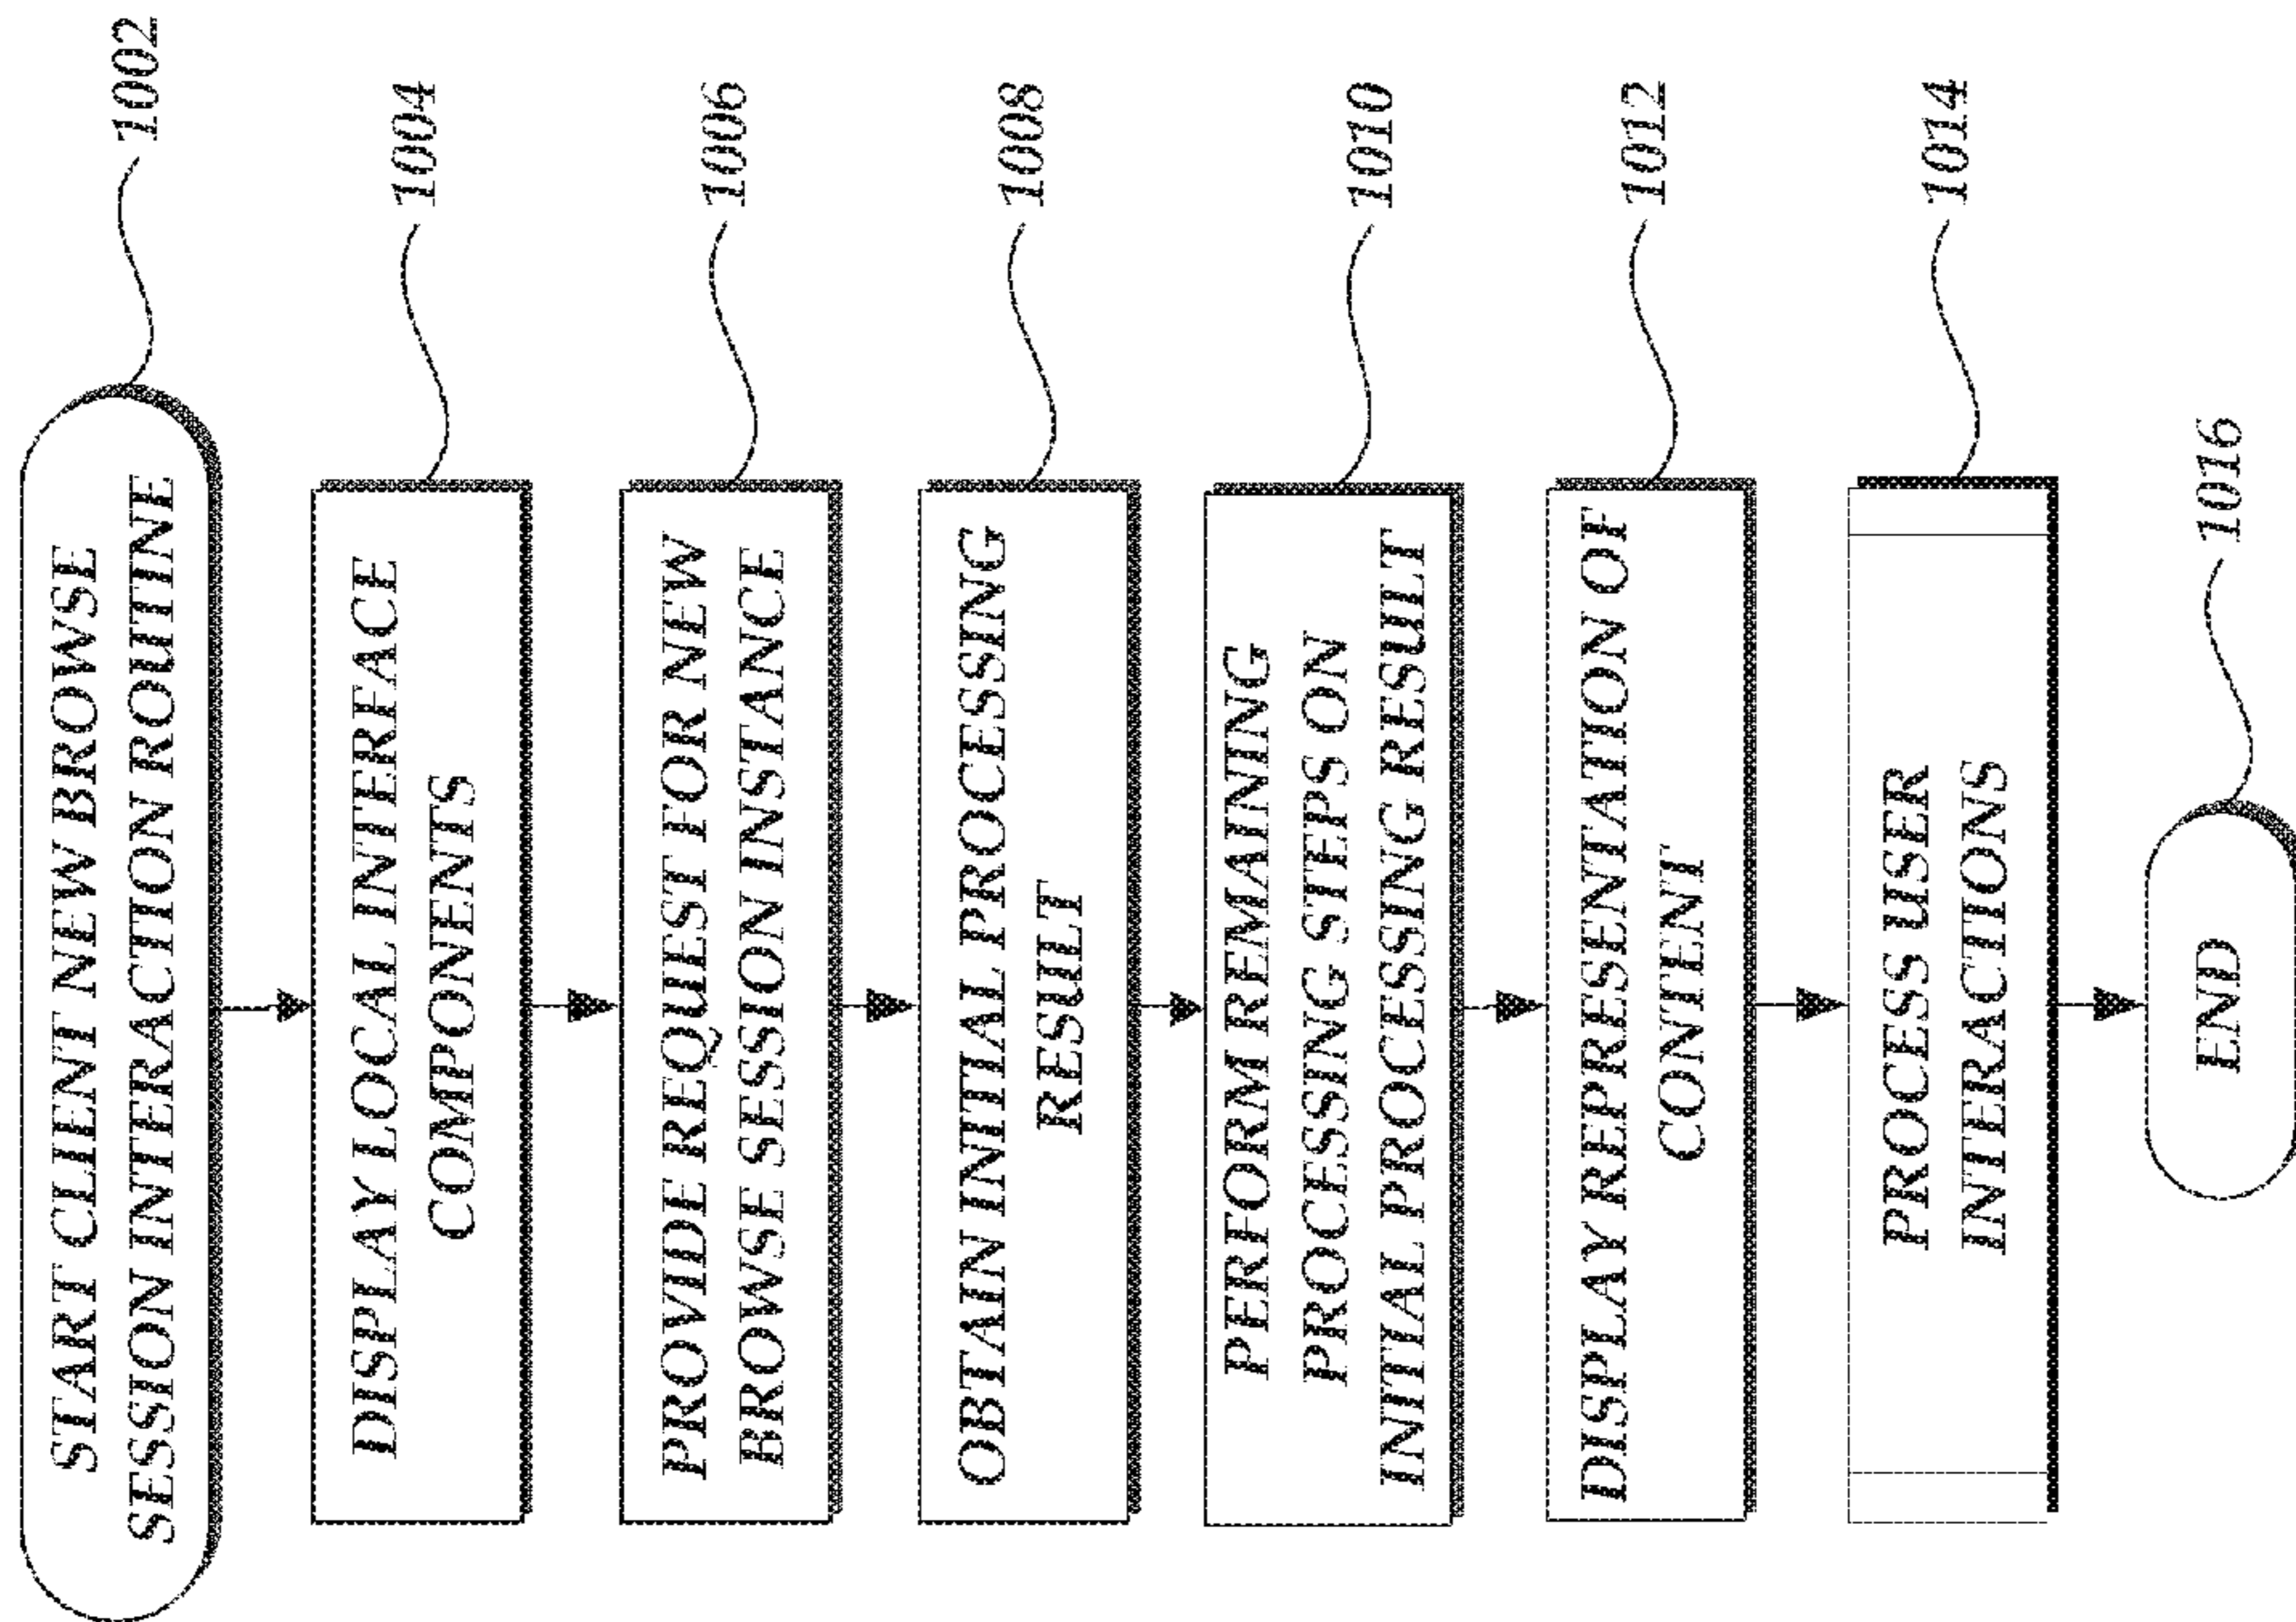 START CLIENT NEW BROWSE
SESSION INTERACTION ROUTINE
1002
DISPLAY LOCAL INTERFACE
COMPONENTS
1004
PROVIDE REQUEST FOR NEW
BROWSE SESSION INSTANCE
1006
OBTAIN INITIAL PROCESSING
RESULT
1008
PERFORM REMAINING
PROCESSING STEPS ON
INITIAL PROCESSING RESULT
1010
DISPLAY REPRESENTATION OF
CONTENT
1012
PROCESS USER
INTERACTIONS
1014
END
1016